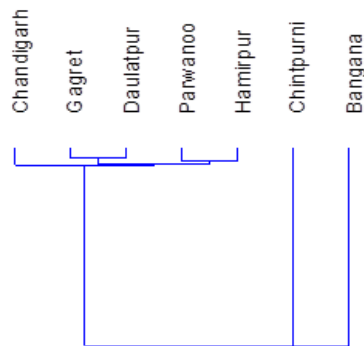 Chandigarh
Gagret
Daulatpur
Parwanoo
Hamirpur
Chintpurni
Bangana